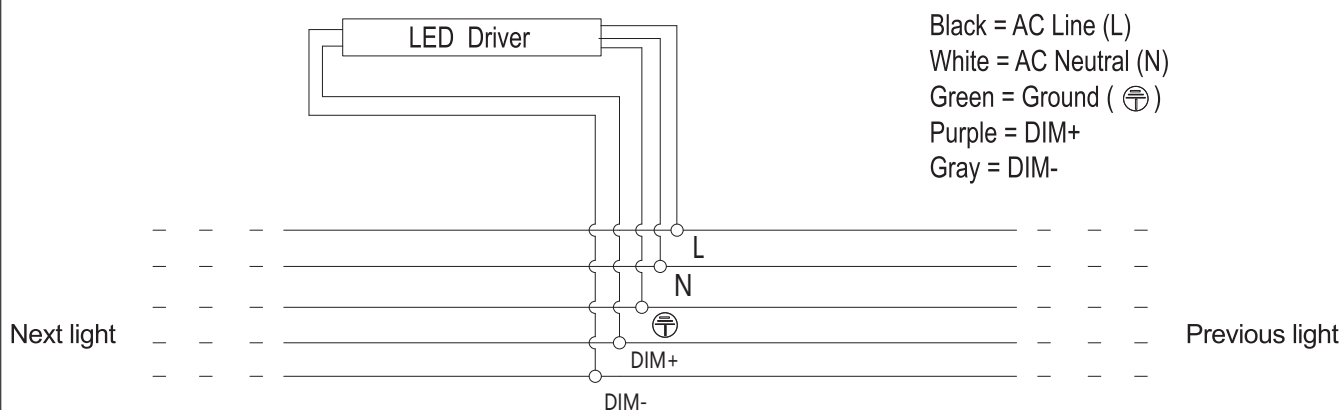 LED Driver
Black = AC Line (L)
White = AC Neutral (N)
Green = Ground ( )
Purple = DIM+
Gray = DIM-
L
N
Next light
Previous light
DIM+
DIM-